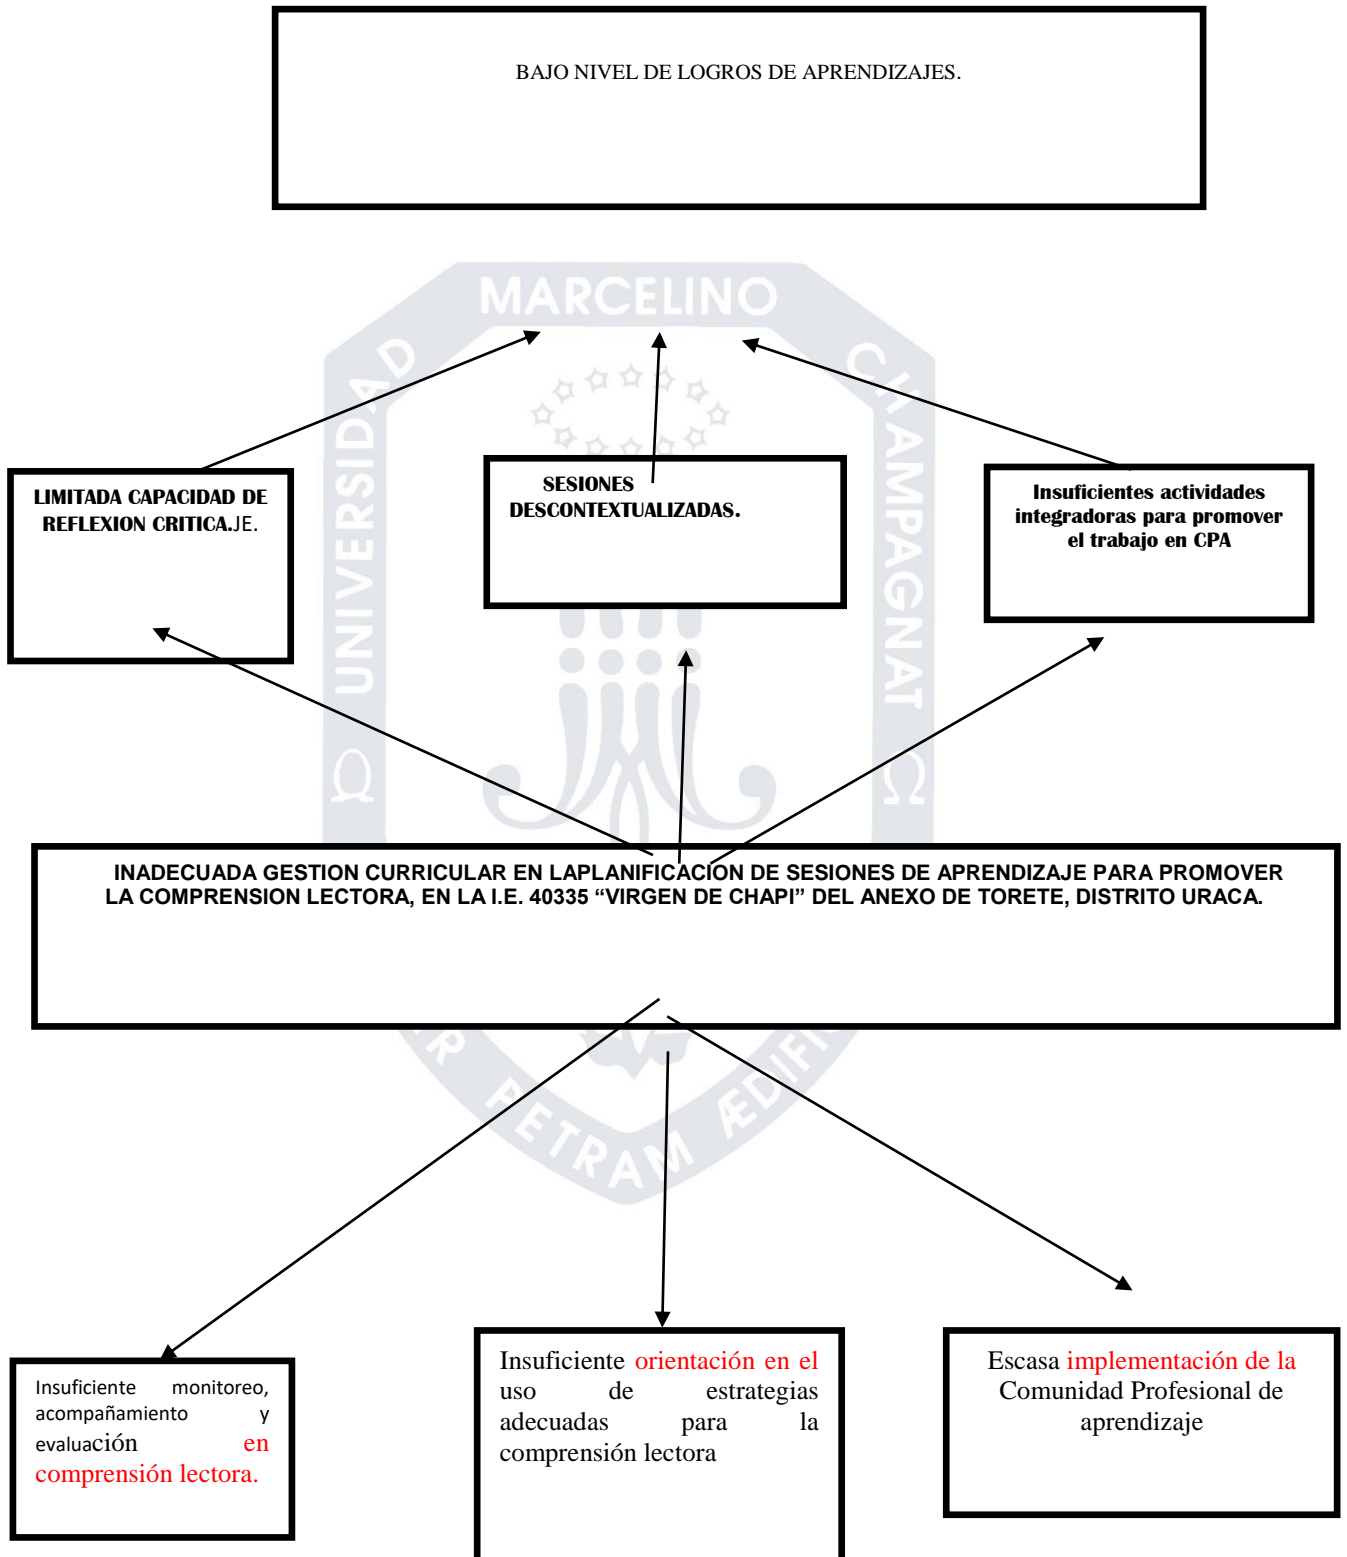 BAJO NIVEL DE LOGROS DE APRENDIZAJES.
UNIVERSIDAD MARCELINO CHAMPAGNAT
LIMITADA CAPACIDAD DE
REFLEXION CRITICA.JE.
SESIONES
DESCONTEXTUALIZADAS.
Insuficientes actividades
integradoras para promover
el trabajo en CPA
INADECUADA GESTION CURRICULAR EN LAPLANIFICACION DE SESIONES DE APRENDIZAJE PARA PROMOVER
LA COMPRENSION LECTORA, EN LA I.E. 40335 “VIRGEN DE CHAPI” DEL ANEXO DE TORETE, DISTRITO URACA.
PETRAM
Insuficiente monitoreo,
acompañamiento y
evaluación en
comprensión lectora.
Insuficiente orientación en el
uso de estrategias
adecuadas para la
comprensión lectora
Escasa implementación de la
Comunidad Profesional de
aprendizaje